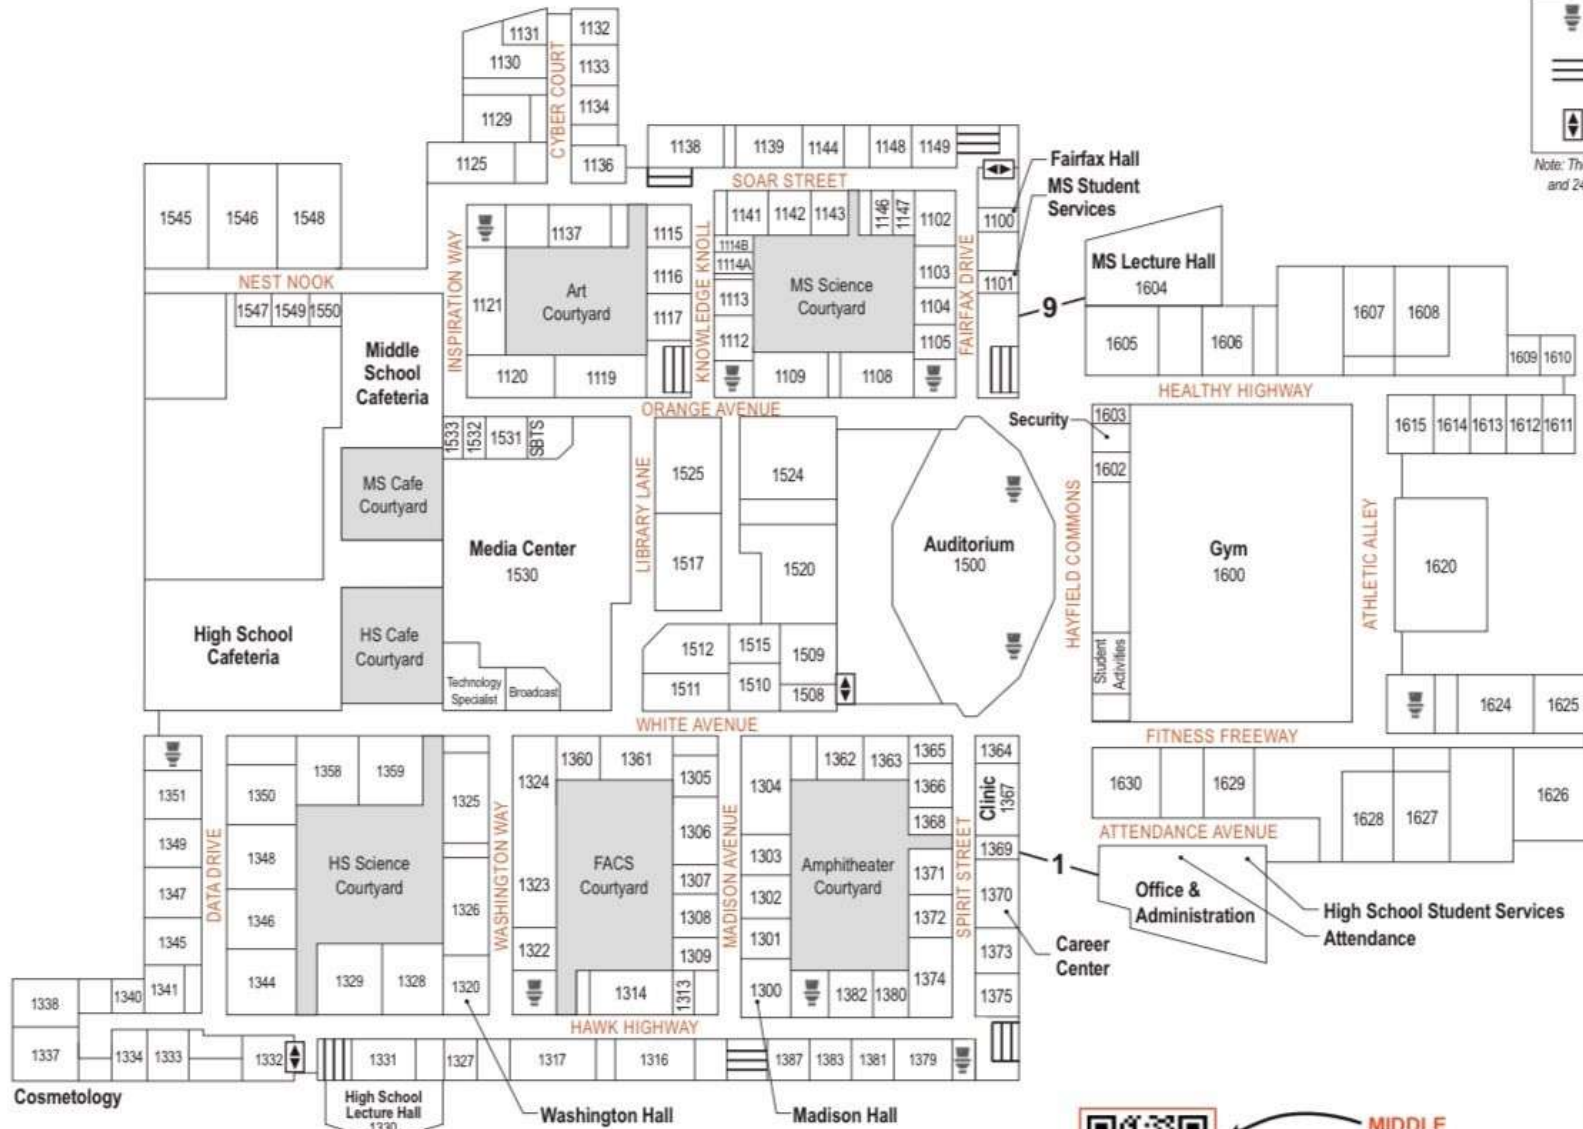 1131
1132
1130
1133
CYBER COURT
1134
1129
1125
1136
1138
1139
1144
1148
1149
Fairfax Hall
MS Student
Services
Note: Th
and 24
SOAR STREET
1545
1546
1548
NEST NOOK
1547
1549
1550
INSPIRATION WAY
1137
1115
1116
1117
1121
Art
Courtyard
1120
1119
KNOWLEDGE KNOLL
1141
1142
1143
1146
1147
1102
1114B
1114A
1113
1112
MS Science
Courtyard
1103
1104
1105
1109
1108
FAIRFAX DRIVE
1100
1101
9
MS Lecture Hall
1604
1605
1606
1607
1608
1609
1610
HEALTHY HIGHWAY
Middle
School
Cafeteria
ORANGE AVENUE
1533
1532
1531
SBTS
MS Cafe
Courtyard
Media Center
1530
LIBRARY LANE
1525
1524
1517
1520
Auditorium
1500
Security
1603
1602
HAYFIELD COMMONS
Gym
1600
ATHLETIC ALLEY
1615
1614
1613
1612
1611
1620
High School
Cafeteria
HS Cafe
Courtyard
Technology
Specialist
Broadcast
1512
1515
1509
1511
1510
1508
Student
Activities
1624
1625
WHITE AVENUE
FITNESS FREEWAY
1351
1349
1347
1345
1341
1340
1338
1337
1334
1333
1332
Cosmetology
DATA DRIVE
1350
1348
1346
1344
1358
1359
HS Science
Courtyard
1329
1328
1325
1326
1320
WASHINGTON WAY
1324
1323
1322
1360
1361
FACS
Courtyard
1314
1313
1305
1306
1307
1308
1309
MADISON AVENUE
1304
1303
1302
1301
1300
1362
1363
Amphitheater
Courtyard
1382
1380
1365
1366
1368
1371
1372
1374
SPIRIT STREET
1364
Clinic
1367
1369
1370
1373
1375
1
Career
Center
1630
1629
1628
1627
1626
ATTENDANCE AVENUE
Office &
Administration
High School Student Services
Attendance
HAWK HIGHWAY
1331
1327
1317
1316
1387
1383
1381
1379
High School
Lecture Hall
1330
Washington Hall
Madison Hall
MIDDLE